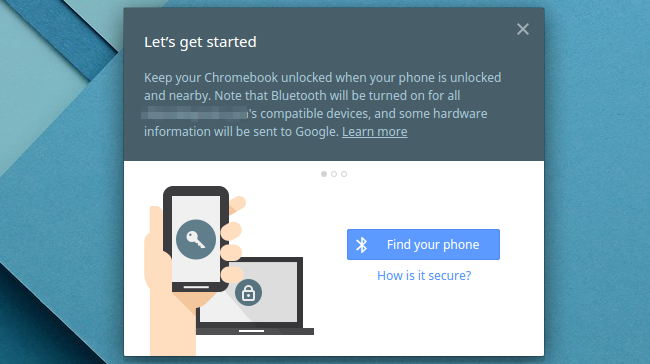 Let's get started
Keep your Chromebook unlocked when your phone is unlocked
and nearby. Note that Bluetooth will be turned on for all
's compatible devices, and some hardware
information will be sent to Google. Learn more
Find your phone
How is it secure?